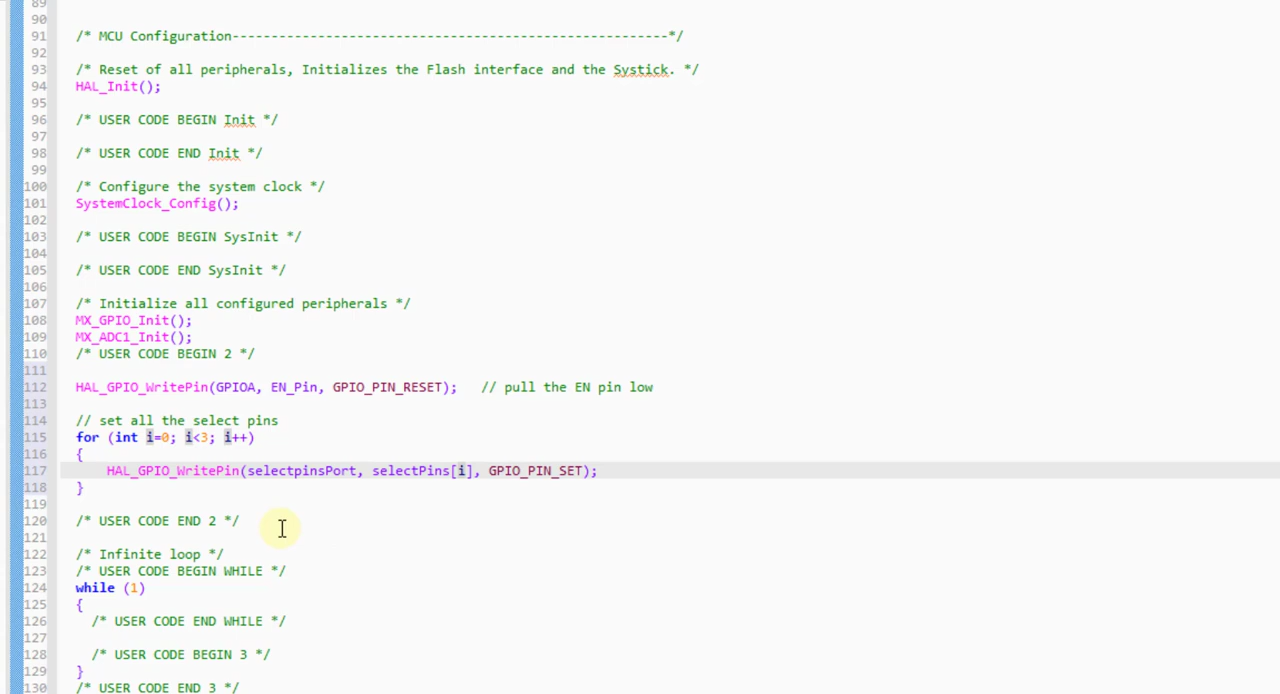 89
90
91 /* MCU Configuration--------------------------------------------------------*/
92
93 /* Reset of all peripherals, Initializes the Flash interface and the Systick. */
94 HAL_Init();
95
96 /* USER CODE BEGIN Init */
97
98 /* USER CODE END Init */
99
100 /* Configure the system clock */
101 SystemClock_Config();
102
103 /* USER CODE BEGIN SysInit */
104
105 /* USER CODE END SysInit */
106
107 /* Initialize all configured peripherals */
108 MX_GPIO_Init();
109 MX_ADC1_Init();
110 /* USER CODE BEGIN 2 */
111
112 HAL_GPIO_WritePin(GPIOA, EN_Pin, GPIO_PIN_RESET); // pull the EN pin low
113
114 // set all the select pins
115 for (int i=0; i<3; i++)
116 {
117 HAL_GPIO_WritePin(selectpinsPort, selectPins[i], GPIO_PIN_SET);
118 }
119
120 /* USER CODE END 2 */
121
122 /* Infinite loop */
123 /* USER CODE BEGIN WHILE */
124 while (1)
125 {
126 /* USER CODE END WHILE */
127
128 /* USER CODE BEGIN 3 */
129 }
130 /* USER CODE END 3 */